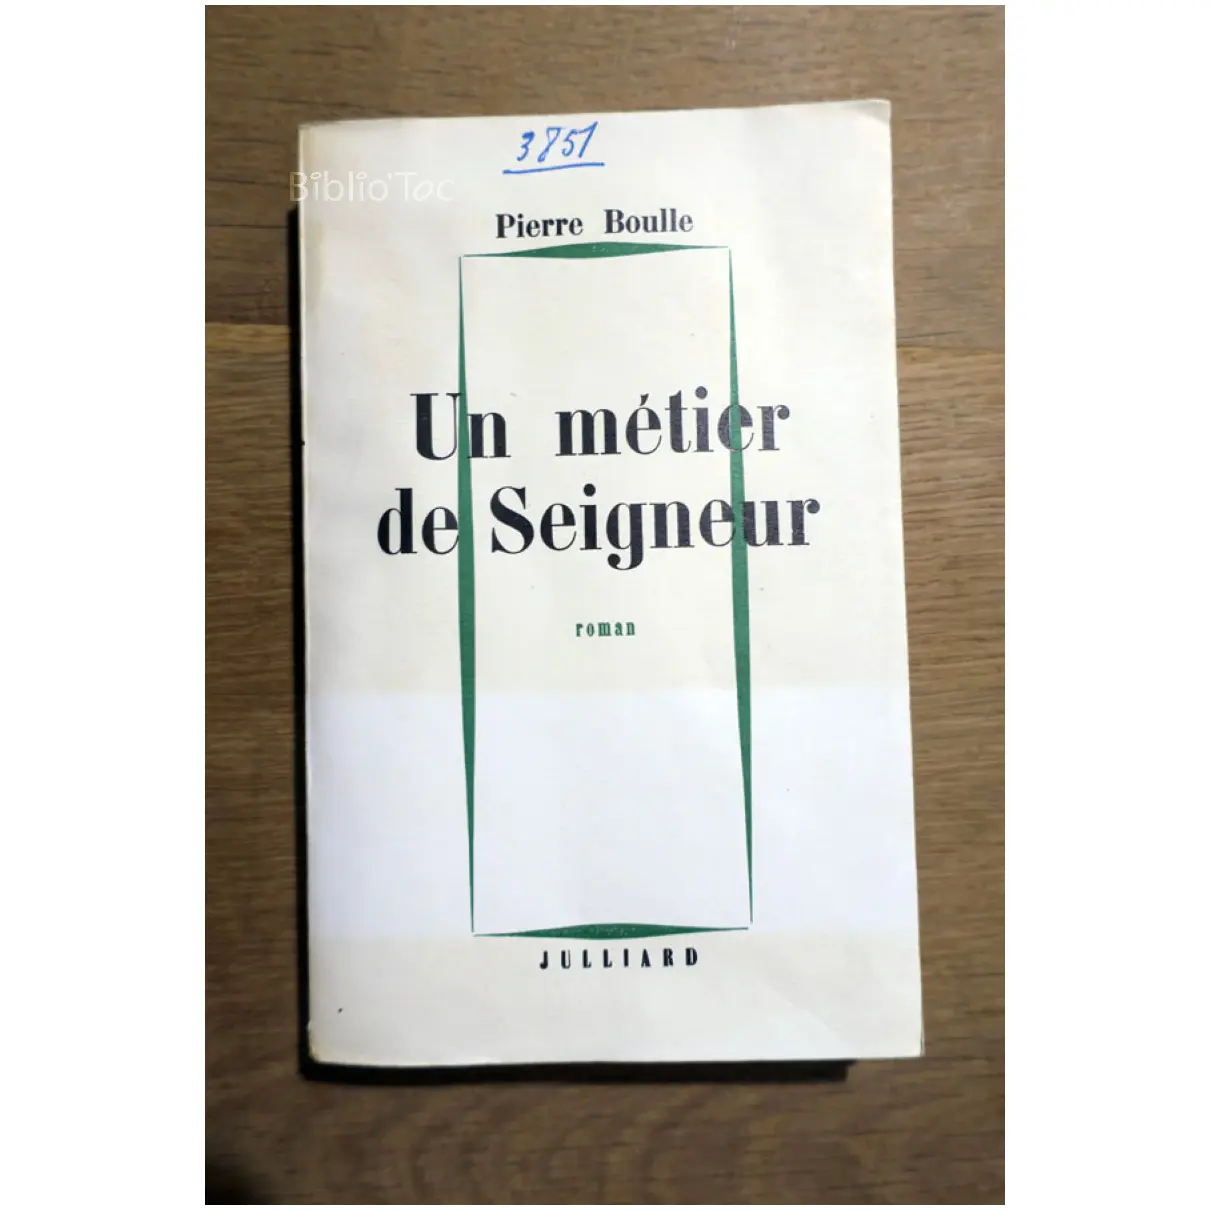 3851
Biblio'Toc
Pierre Boulle
Un métier
de Seigneur
roman
JULLIARD